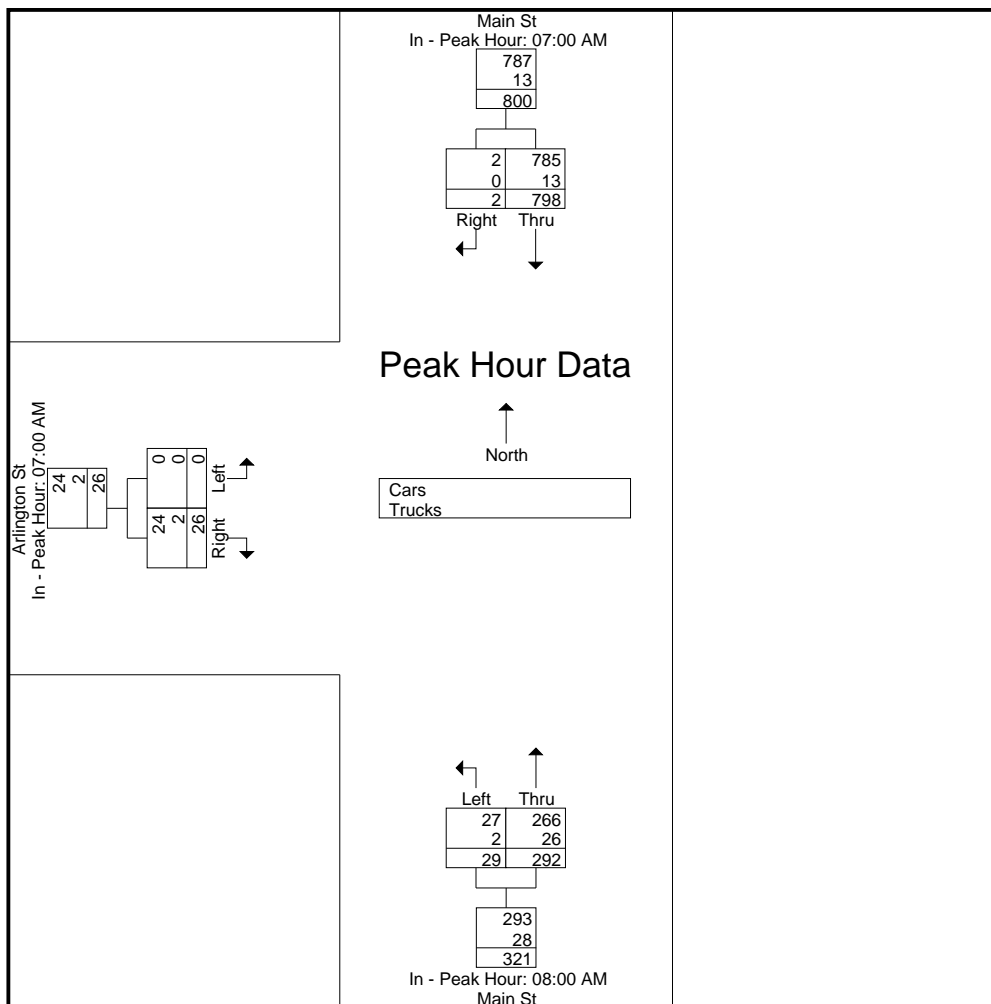 Main St
In - Peak Hour: 07:00 AM
787
13
800
2 785
0 13
2 798
Right Thru
Peak Hour Data
North
Cars
Trucks
Arlington St
In - Peak Hour: 07:00 AM
24
2
26
0 0 0
Left
24 2 26
Right
Left Thru
27 266
2 26
29 292
293
28
321
In - Peak Hour: 08:00 AM
Main St